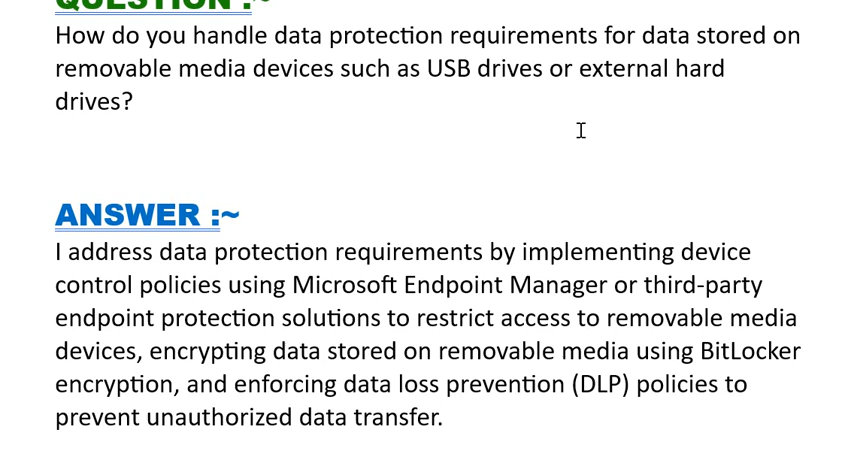 QUESTION :~
How do you handle data protection requirements for data stored on
removable media devices such as USB drives or external hard
drives?
ANSWER :~
I address data protection requirements by implementing device
control policies using Microsoft Endpoint Manager or third-party
endpoint protection solutions to restrict access to removable media
devices, encrypting data stored on removable media using BitLocker
encryption, and enforcing data loss prevention (DLP) policies to
prevent unauthorized data transfer.